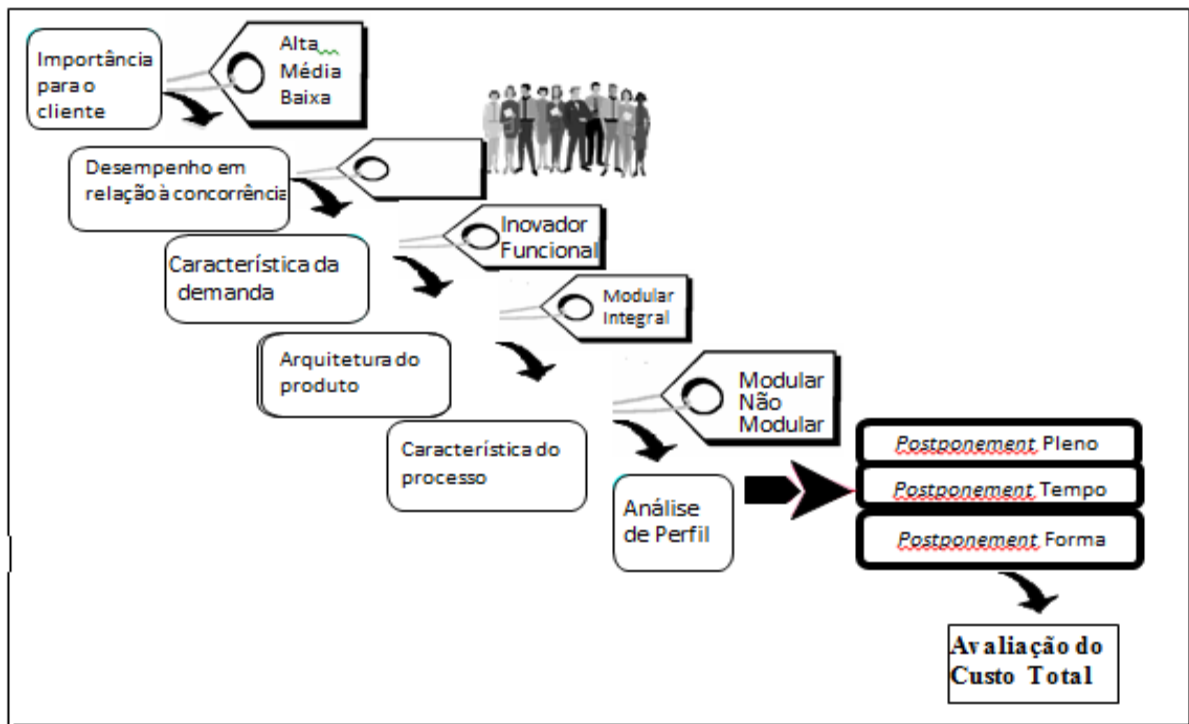 Importância
para o
cliente
Alta
Média
Baixa
Desempenho em
relação à concorrência
Característica da
demanda
Inovador
Funcional
Arquitetura do
produto
Modular
Integral
Característica do
processo
Modular
Não
Modular
Análise
de Perfil
Postponement Pleno
Postponement Tempo
Postponement Forma
Avaliação do
Custo Total